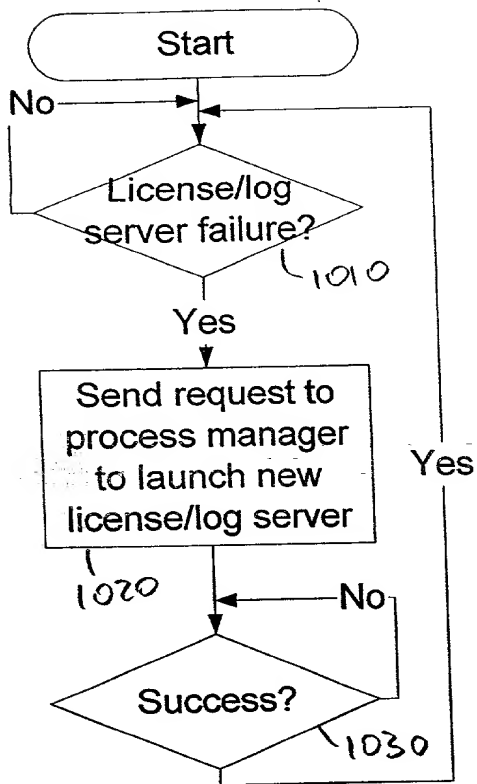 Start
No
License/log
server failure?
1010
Yes
Send request to
process manager
to launch new
license/log server
Yes
1020
No
Success?
1030